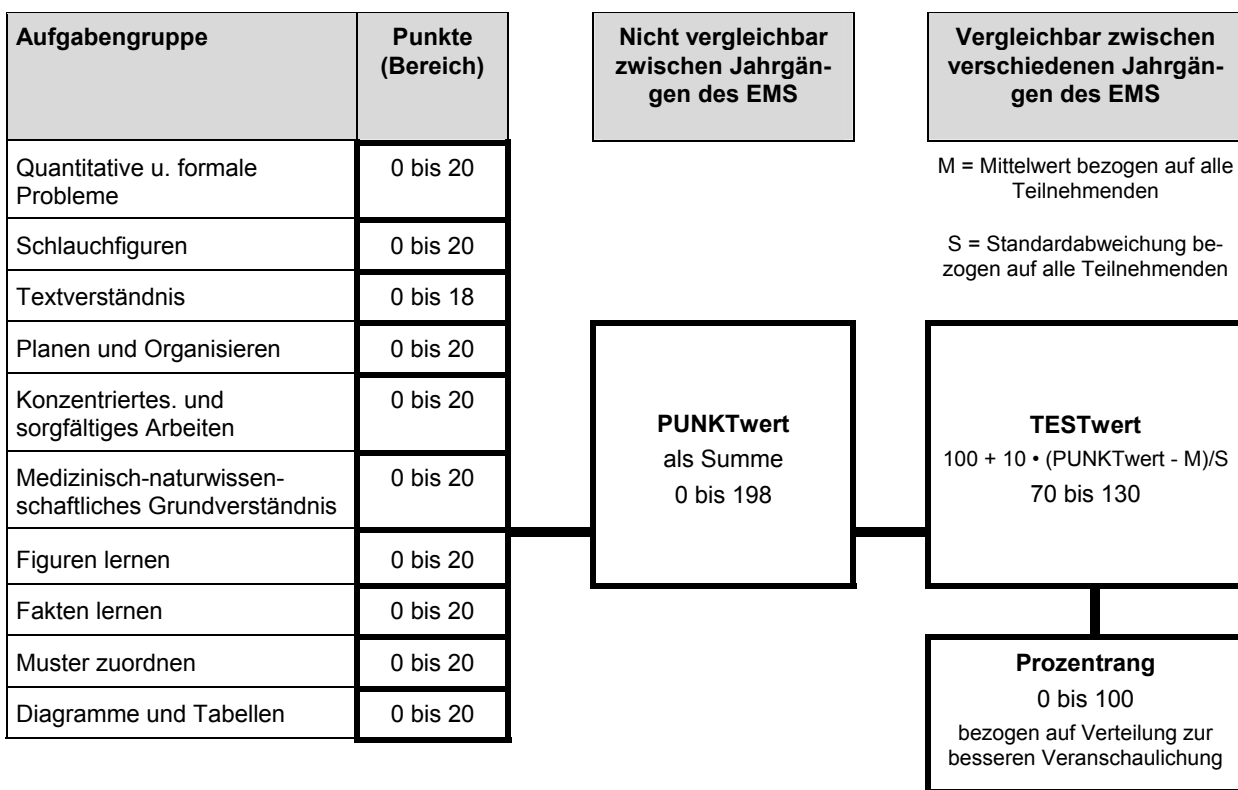 Aufgabengruppe
Punkte
(Bereich)
Quantitative u. formale
Probleme
0 bis 20
Schlauchfiguren
0 bis 20
Textverständnis
0 bis 18
Planen und Organisieren
0 bis 20
Konzentriertes. und
sorgfältiges Arbeiten
0 bis 20
Medizinisch-naturwissen-
schaftliches Grundverständnis
0 bis 20
Figuren lernen
0 bis 20
Fakten lernen
0 bis 20
Muster zuordnen
0 bis 20
Diagramme und Tabellen
0 bis 20
Nicht vergleichbar
zwischen Jahrgän-
gen des EMS
PUNKTwert
als Summe
0 bis 198
Vergleichbar zwischen
verschiedenen Jahrgän-
gen des EMS
M = Mittelwert bezogen auf alle
Teilnehmenden
S = Standardabweichung be-
zogen auf alle Teilnehmenden
TESTwert
100 + 10 • (PUNKTwert - M)/S
70 bis 130
Prozentrang
0 bis 100
bezogen auf Verteilung zur
besseren Veranschaulichung